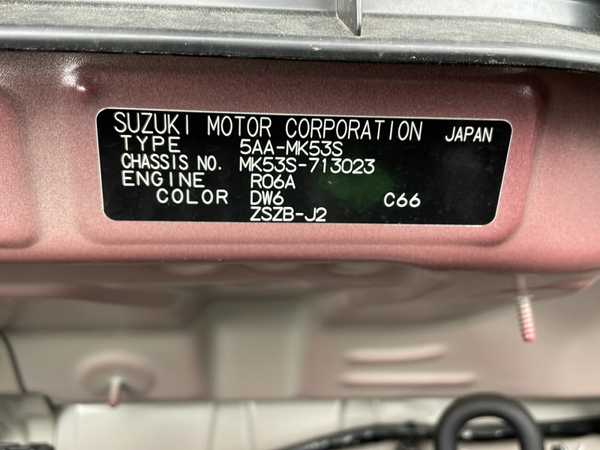 SUZUKI MOTOR CORPORATION JAPAN
TYPE 5AA-MK53S
CHASSIS NO. MK53S-713023
ENGINE R06A
COLOR DW6 C66
ZSZB-J2